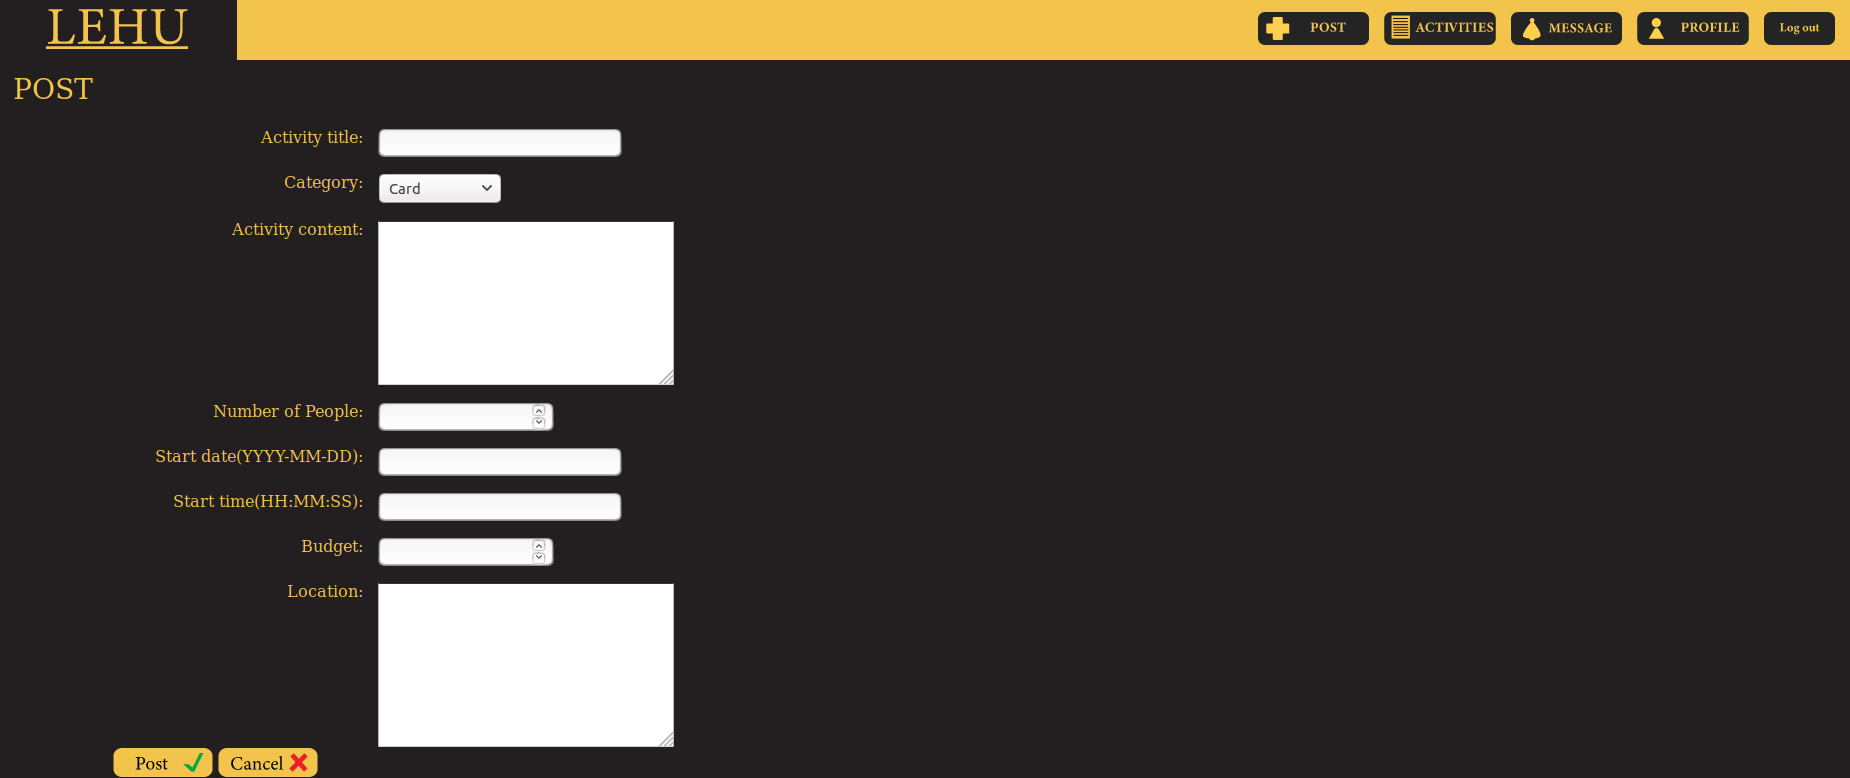 LEHU
POST
ACTIVITIES
MESSAGE
PROFILE
Log out
POST
Activity title:
Category:
Card
Activity content:
Number of People:
Start date(YYYY-MM-DD):
Start time(HH:MM:SS):
Budget:
Location:
Post
Cancel